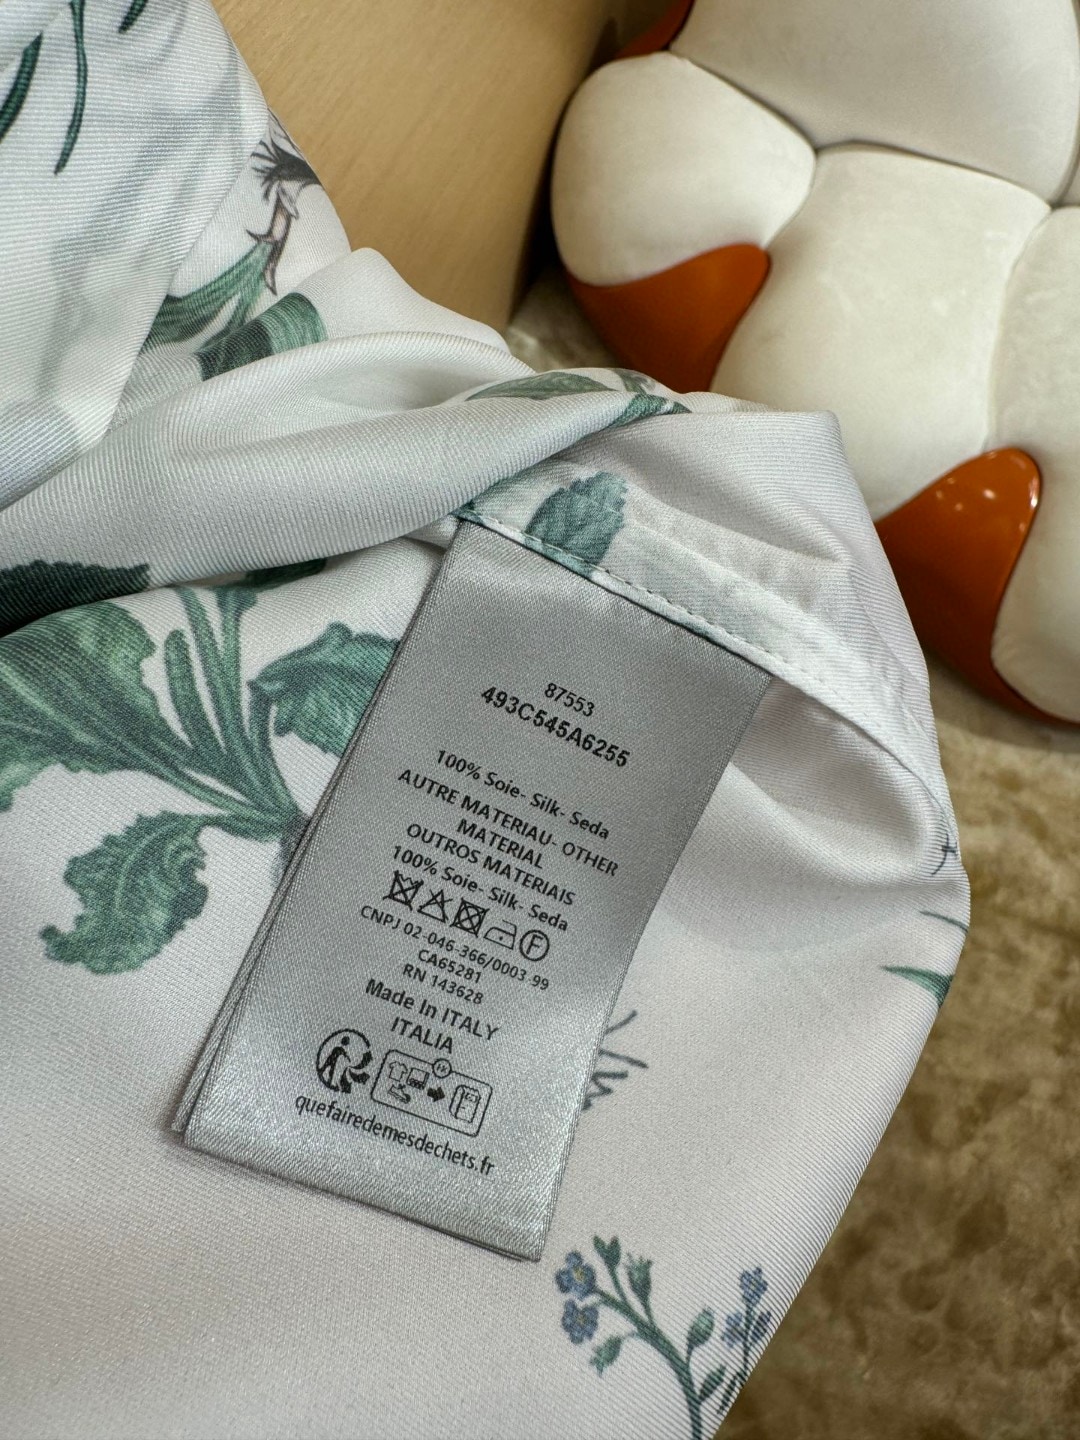 87553
493C545A6255
100% Soie- Silk- Seda
AUTRE MATERIAU- OTHER
MATERIAL
OUTROS MATERIAIS
100% Soie- Silk- Seda
F
CNPJ 02-046-366/0003-99
CA65281
RN 143628
Made In ITALY
ITALIA
FR
quefairedemesdechets.fr